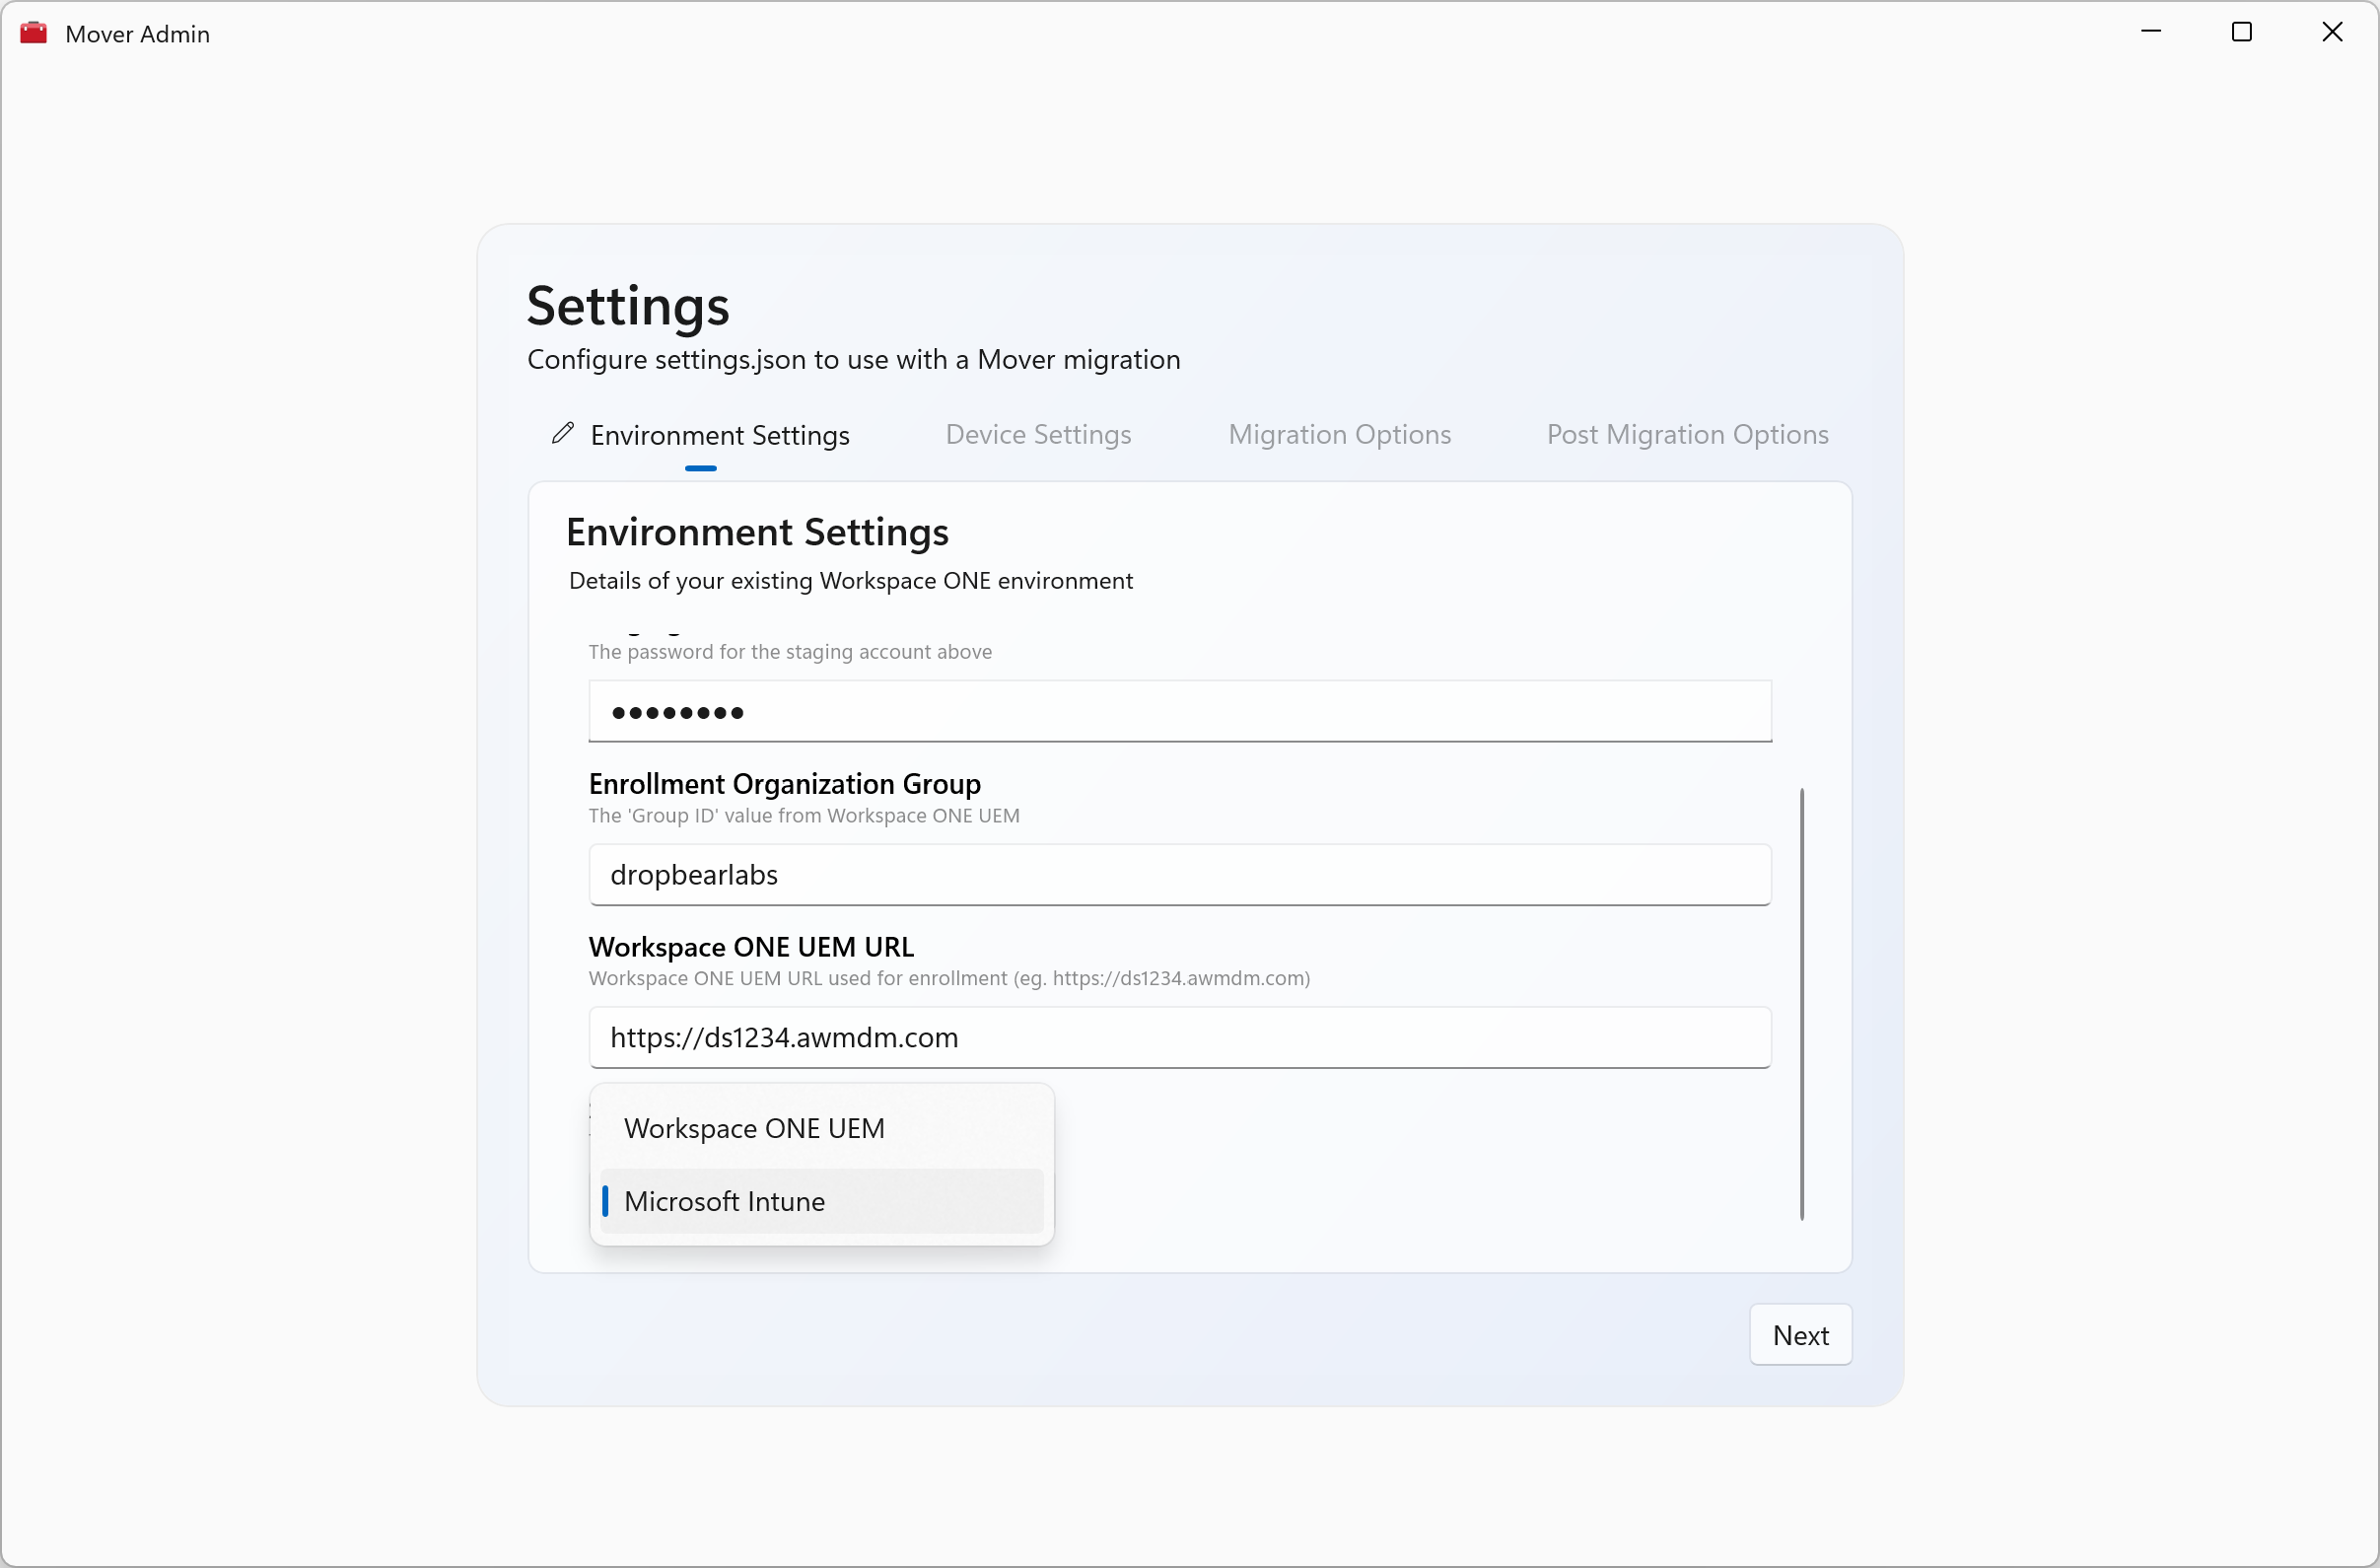 Mover Admin
Settings
Configure settings.json to use with a Mover migration
Environment Settings
Device Settings
Migration Options
Post Migration Options
Environment Settings
Details of your existing Workspace ONE environment
The password for the staging account above
••••••••
Enrollment Organization Group
The 'Group ID' value from Workspace ONE UEM
dropbearlabs
Workspace ONE UEM URL
Workspace ONE UEM URL used for enrollment (eg. https://ds1234.awmdm.com)
https://ds1234.awmdm.com
Workspace ONE UEM
Microsoft Intune
Next